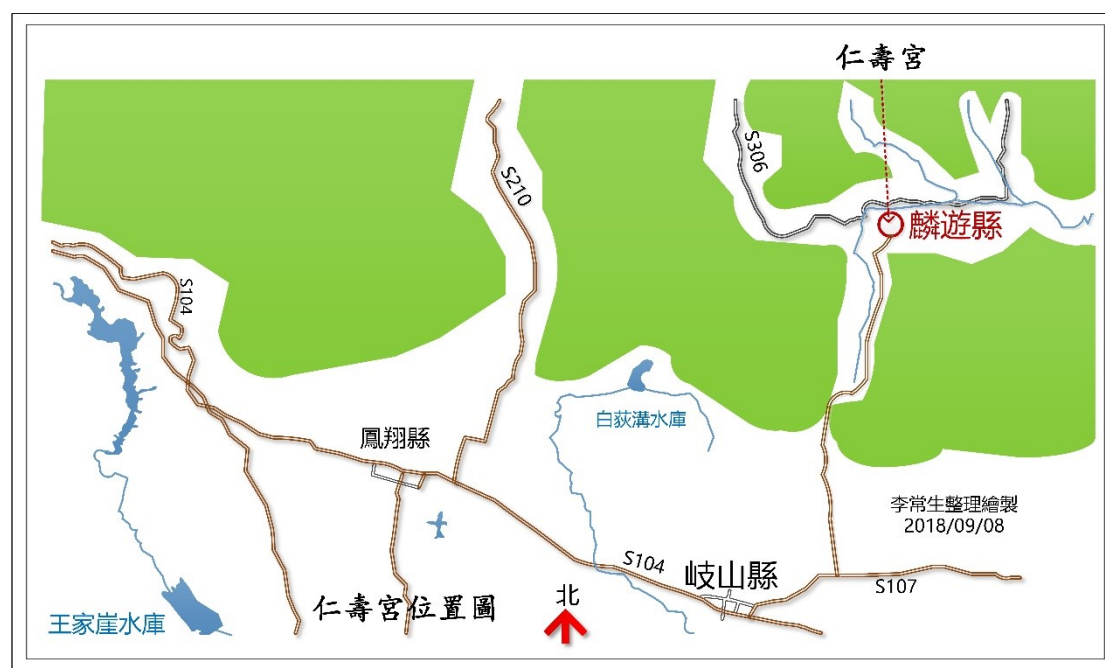 仁壽宮
S306
S210
麟遊縣
S104
白荻溝水庫
鳳翔縣
李常生整理繪製
2018/09/08
S104
岐山縣
S107
北
仁壽宮位置圖
王家崖水庫